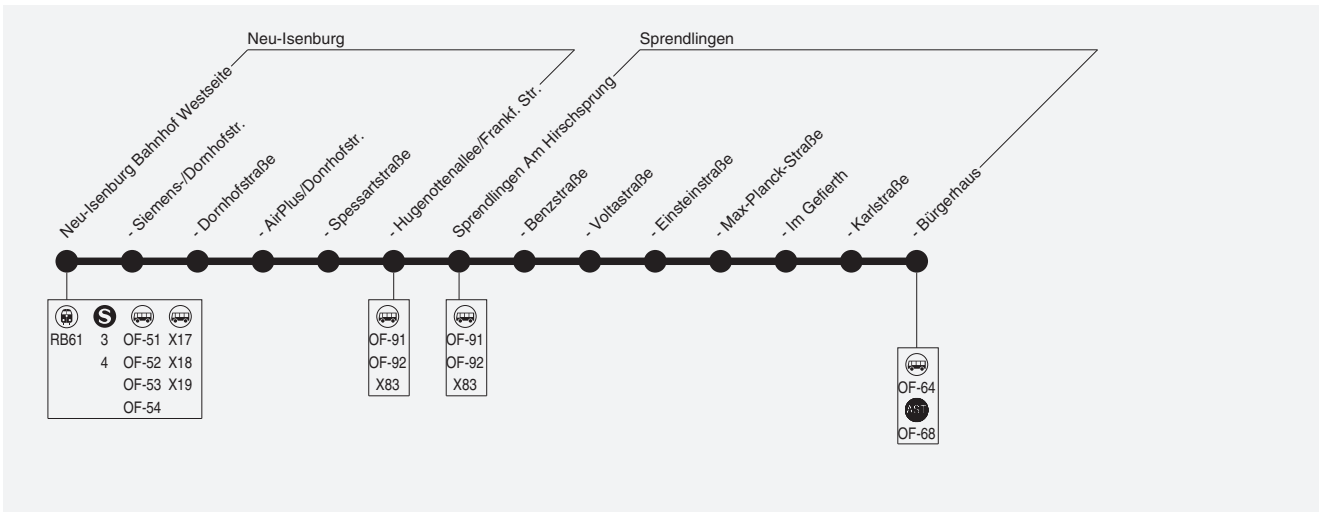 Neu-Isenburg
Sprendlingen
Neu-Isenburg Bahnhof Westseite
- Siemens-/Dornhofstr.
- Dornhofstraße
- AirPlus/Donrhofstr.
- Spessartstraße
- Hugenottenallee/Frankf. Str.
Sprendlingen Am Hirschsprung
- Benzstraße
- Voltastraße
- Einsteinstraße
- Max-Planck-Straße
- Im Gefierth
- Karlstraße
- Bürgerhaus
S
RB61 3 OF-51 X17
4 OF-52 X18
OF-53 X19
OF-54
OF-91
OF-92
X83
OF-91
OF-92
X83
OF-64
AST
OF-68